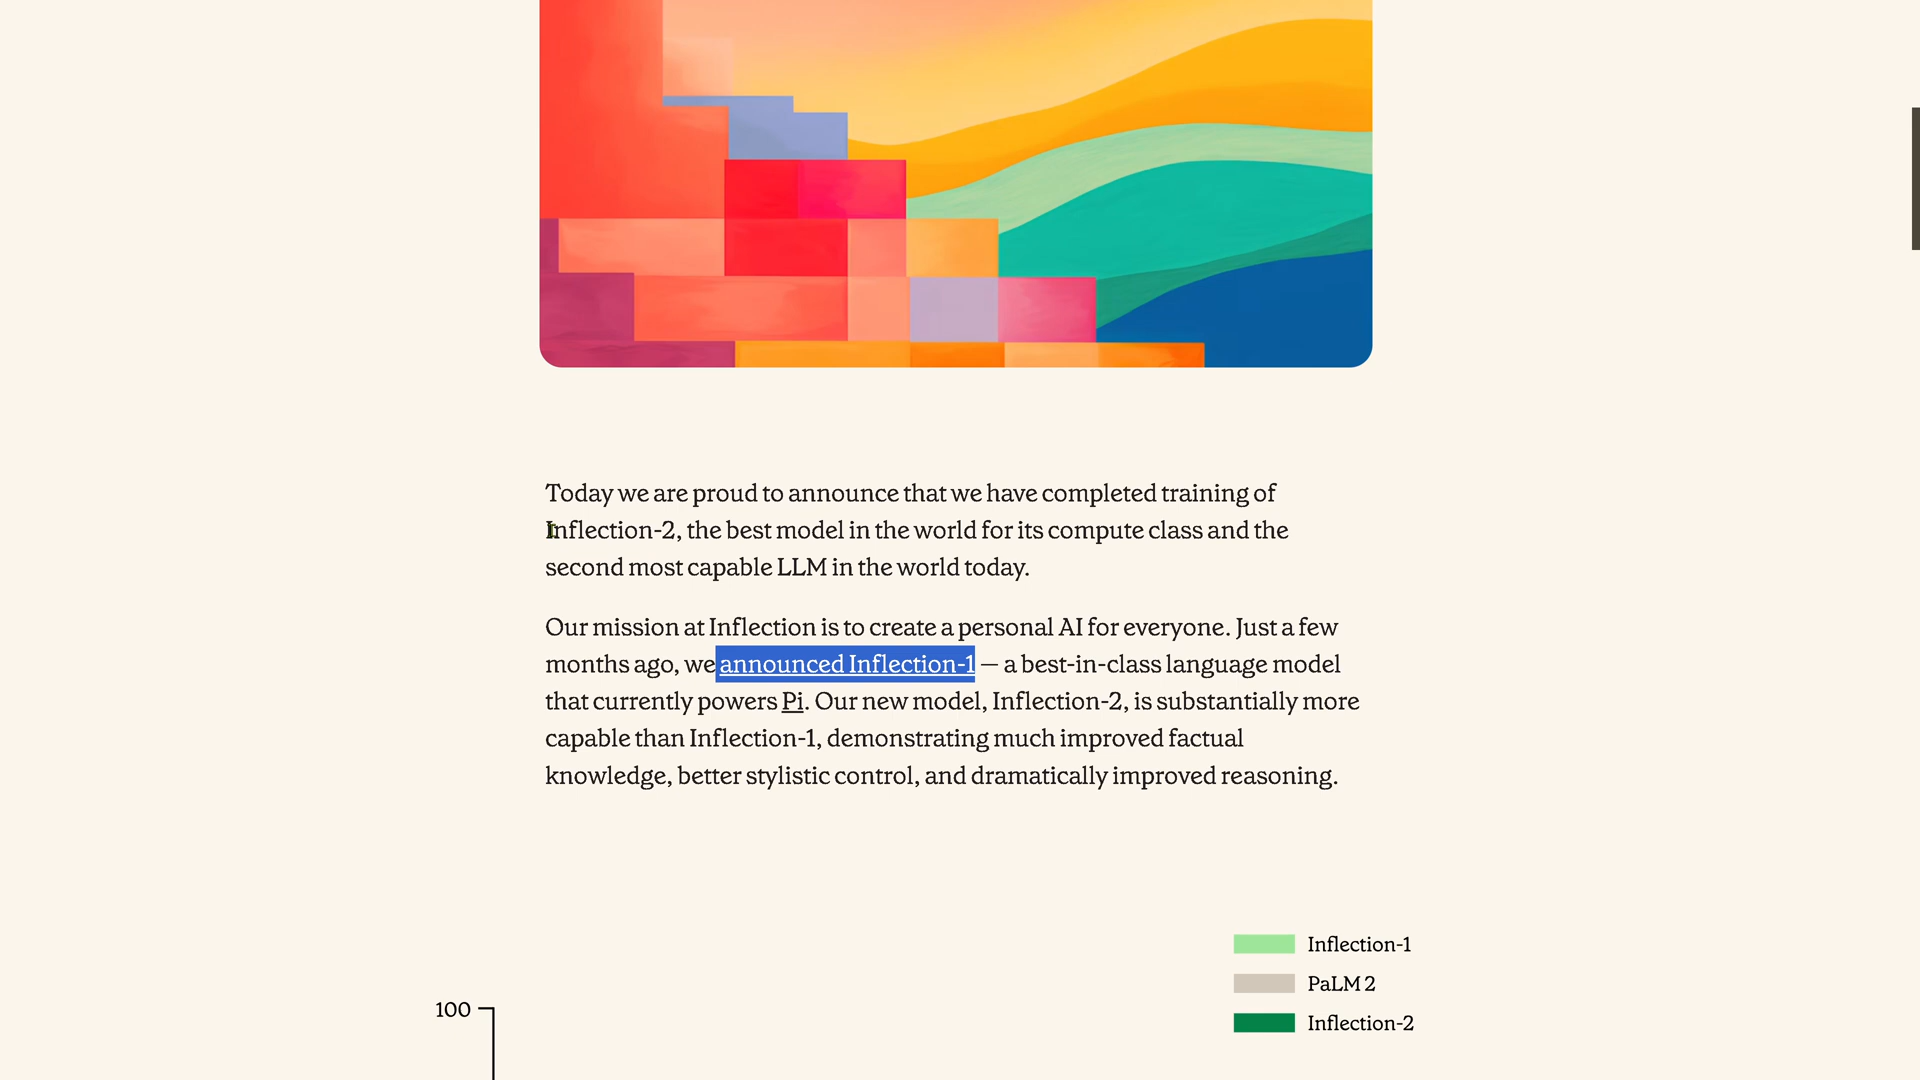 Today we are proud to announce that we have completed training of
Inflection-2, the best model in the world for its compute class and the
second most capable LLM in the world today.
Our mission at Inflection is to create a personal AI for everyone. Just a few
months ago, we announced Inflection-1 — a best-in-class language model
that currently powers Pi. Our new model, Inflection-2, is substantially more
capable than Inflection-1, demonstrating much improved factual
knowledge, better stylistic control, and dramatically improved reasoning.
Inflection-1
PaLM 2
Inflection-2
100